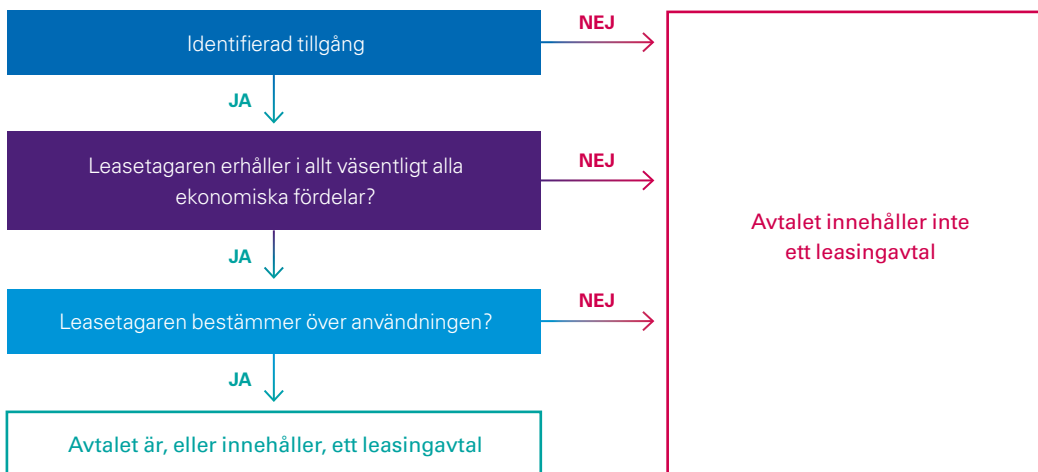 Identifierad tillgång
NEJ
JA
Leasetagaren erhåller i allt väsentligt alla
ekonomiska fördelar?
NEJ
JA
Leasetagaren bestämmer över användningen?
NEJ
JA
Avtalet är, eller innehåller, ett leasingavtal
Avtalet innehåller inte
ett leasingavtal